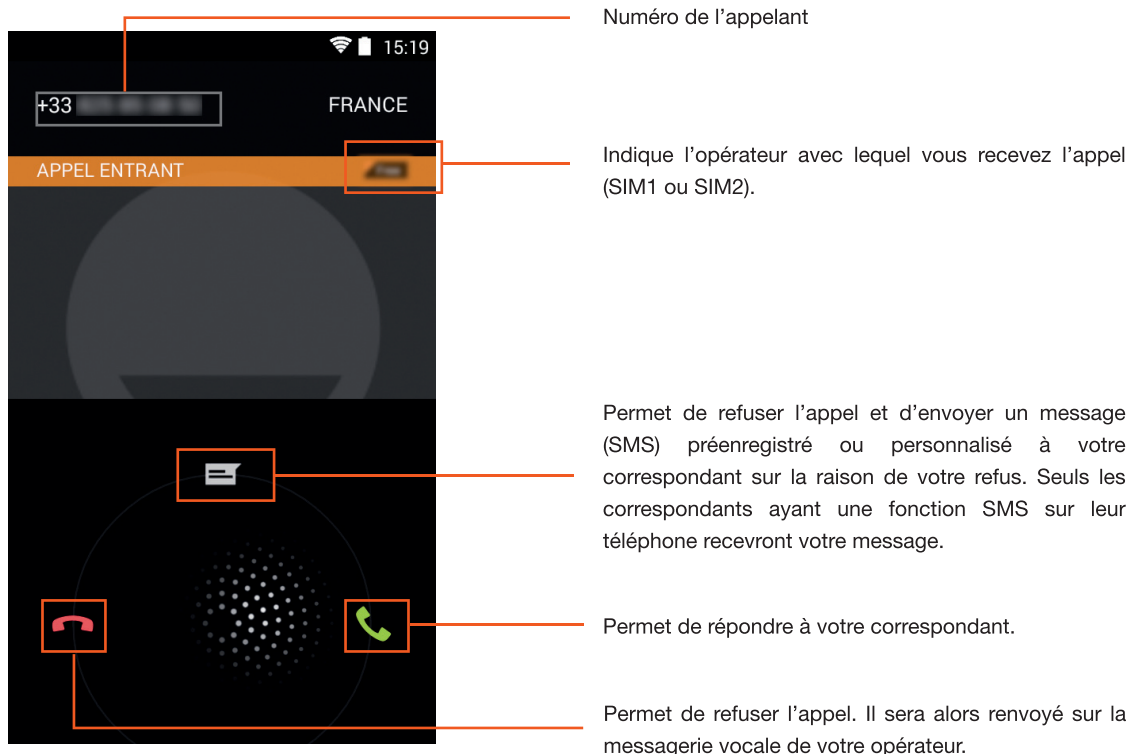 Numéro de l’appelant
15:19
+33
FRANCE
APPEL ENTRANT
Indique l’opérateur avec lequel vous recevez l’appel
(SIM1 ou SIM2).
Permet de refuser l’appel et d’envoyer un message
(SMS) préenregistré ou personnalisé à votre
correspondant sur la raison de votre refus. Seuls les
correspondants ayant une fonction SMS sur leur
téléphone recevront votre message.
Permet de répondre à votre correspondant.
Permet de refuser l’appel. Il sera alors renvoyé sur la
messagerie vocale de votre opérateur.